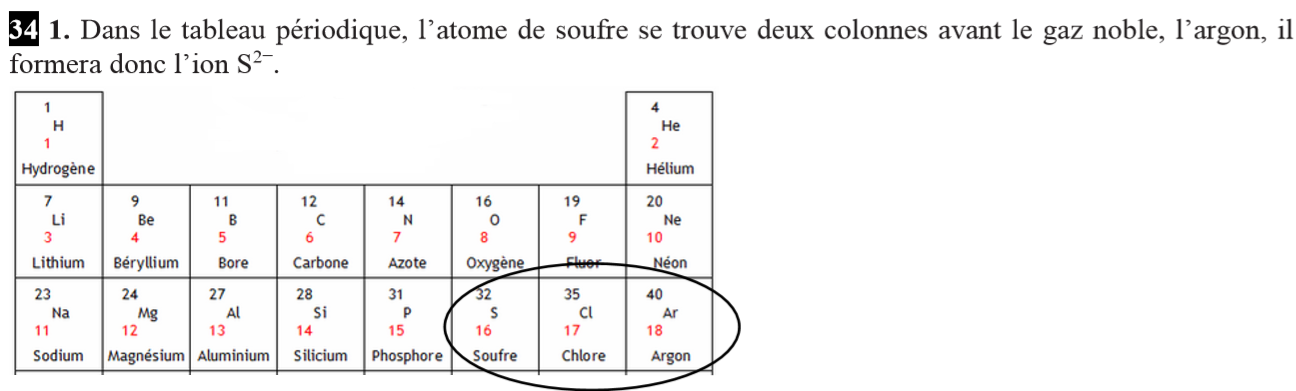 34 1. Dans le tableau périodique, l’atome de soufre se trouve deux colonnes avant le gaz noble, l’argon, il
formera donc l’ion S²⁻.
1 4
H He
1 2
Hydrogène Hélium
7 9 11 12 14 16 19 20
Li Be B C N O F Ne
3 4 5 6 7 8 9 10
Lithium Béryllium Bore Carbone Azote Oxygène Fluor Néon
23 24 27 28 31 32 35 40
Na Mg Al Si P S Cl Ar
11 12 13 14 15 16 17 18
Sodium Magnésium Aluminium Silicium Phosphore Soufre Chlore Argon